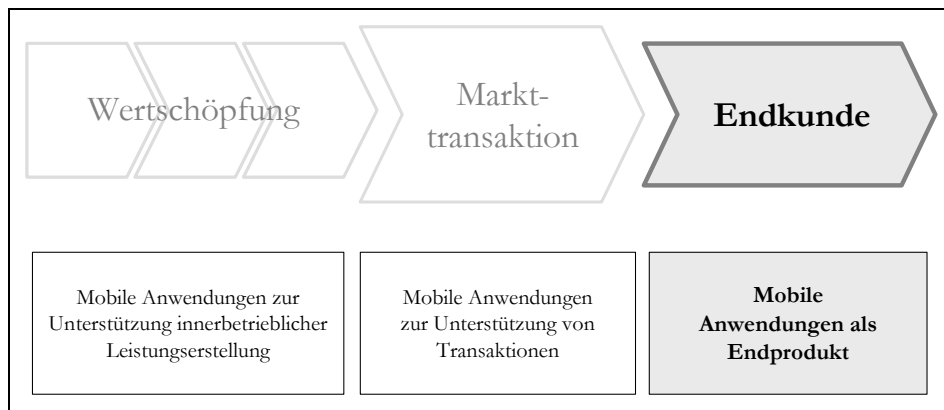 Wertschöpfung
Markt-
transaktion
Endkunde
Mobile Anwendungen zur
Unterstützung innerbetrieblicher
Leistungserstellung
Mobile Anwendungen
zur Unterstützung von
Transaktionen
Mobile
Anwendungen als
Endprodukt